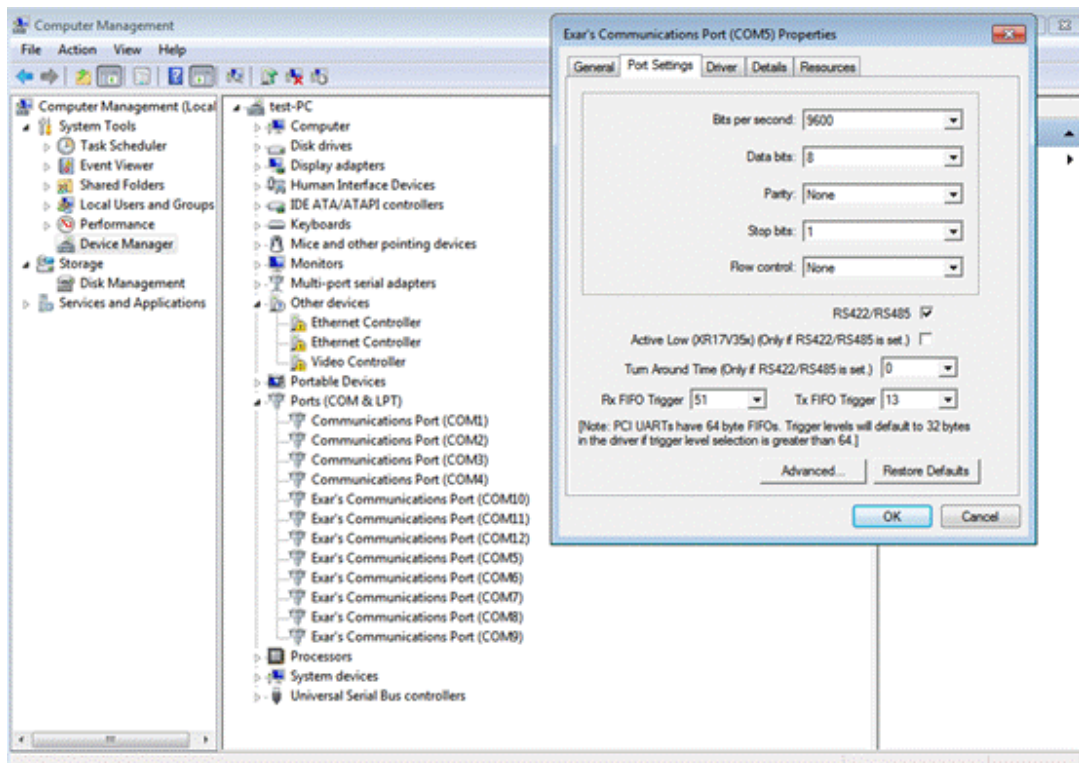 Computer Management
File Action View Help
Computer Management (Local
System Tools
Task Scheduler
Event Viewer
Shared Folders
Local Users and Groups
Performance
Device Manager
Storage
Disk Management
Services and Applications
test-PC
Computer
Disk drives
Display adapters
Human Interface Devices
IDE ATA/ATAPI controllers
Keyboards
Mice and other pointing devices
Monitors
Multi-port serial adapters
Other devices
Ethernet Controller
Ethernet Controller
Video Controller
Portable Devices
Ports (COM & LPT)
Communications Port (COM1)
Communications Port (COM2)
Communications Port (COM3)
Communications Port (COM4)
Exar's Communications Port (COM10)
Exar's Communications Port (COM11)
Exar's Communications Port (COM12)
Exar's Communications Port (COM5)
Exar's Communications Port (COM6)
Exar's Communications Port (COM7)
Exar's Communications Port (COM8)
Exar's Communications Port (COM9)
Processors
System devices
Universal Serial Bus controllers
Exar's Communications Port (COM5) Properties
General Port Settings Driver Details Resources
Bits per second: 9600
Data bits: 8
Parity: None
Stop bits: 1
Flow control: None
RS422/RS485
Active Low (XR17V35x) (Only if RS422/RS485 is set.)
Turn Around Time (Only if RS422/RS485 is set.) 0
Rx FIFO Trigger 51 Tx FIFO Trigger 13
[Note: PCI UARTs have 64 byte FIFOs. Trigger levels will default to 32 bytes
in the driver if trigger level selection is greater than 64.]
Advanced... Restore Defaults
OK Cancel